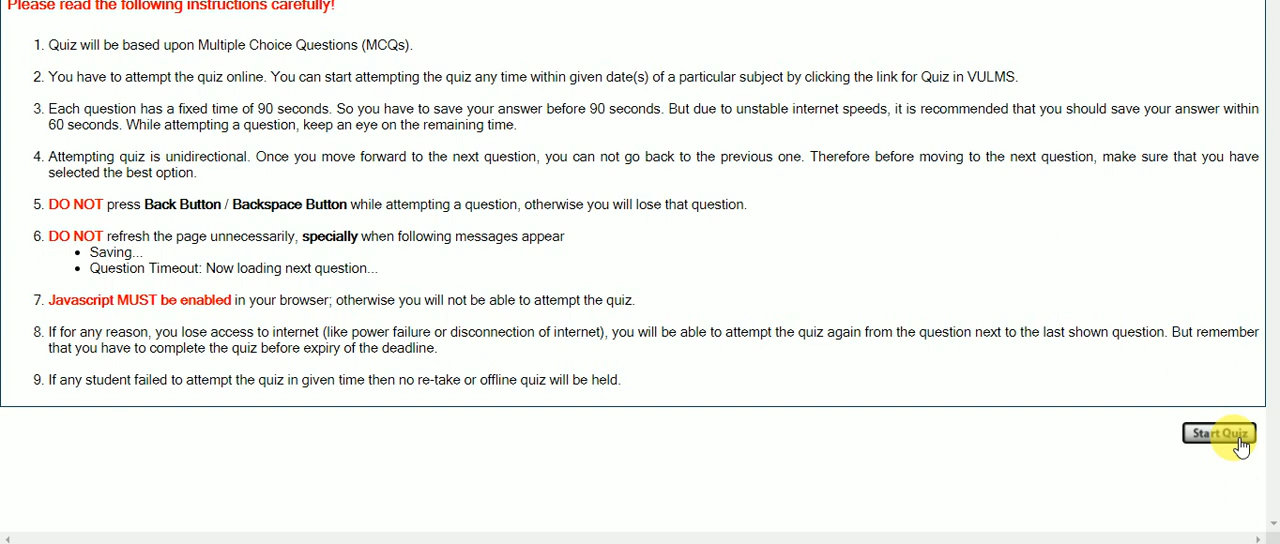 Please read the following instructions carefully!
1. Quiz will be based upon Multiple Choice Questions (MCQs).
2. You have to attempt the quiz online. You can start attempting the quiz any time within given date(s) of a particular subject by clicking the link for Quiz in VULMS.
3. Each question has a fixed time of 90 seconds. So you have to save your answer before 90 seconds. But due to unstable internet speeds, it is recommended that you should save your answer within
60 seconds. While attempting a question, keep an eye on the remaining time.
4. Attempting quiz is unidirectional. Once you move forward to the next question, you can not go back to the previous one. Therefore before moving to the next question, make sure that you have
selected the best option.
5. DO NOT press Back Button / Backspace Button while attempting a question, otherwise you will lose that question.
6. DO NOT refresh the page unnecessarily, specially when following messages appear
• Saving...
• Question Timeout: Now loading next question...
7. Javascript MUST be enabled in your browser; otherwise you will not be able to attempt the quiz.
8. If for any reason, you lose access to internet (like power failure or disconnection of internet), you will be able to attempt the quiz again from the question next to the last shown question. But remember
that you have to complete the quiz before expiry of the deadline.
9. If any student failed to attempt the quiz in given time then no re-take or offline quiz will be held.
Start Quiz